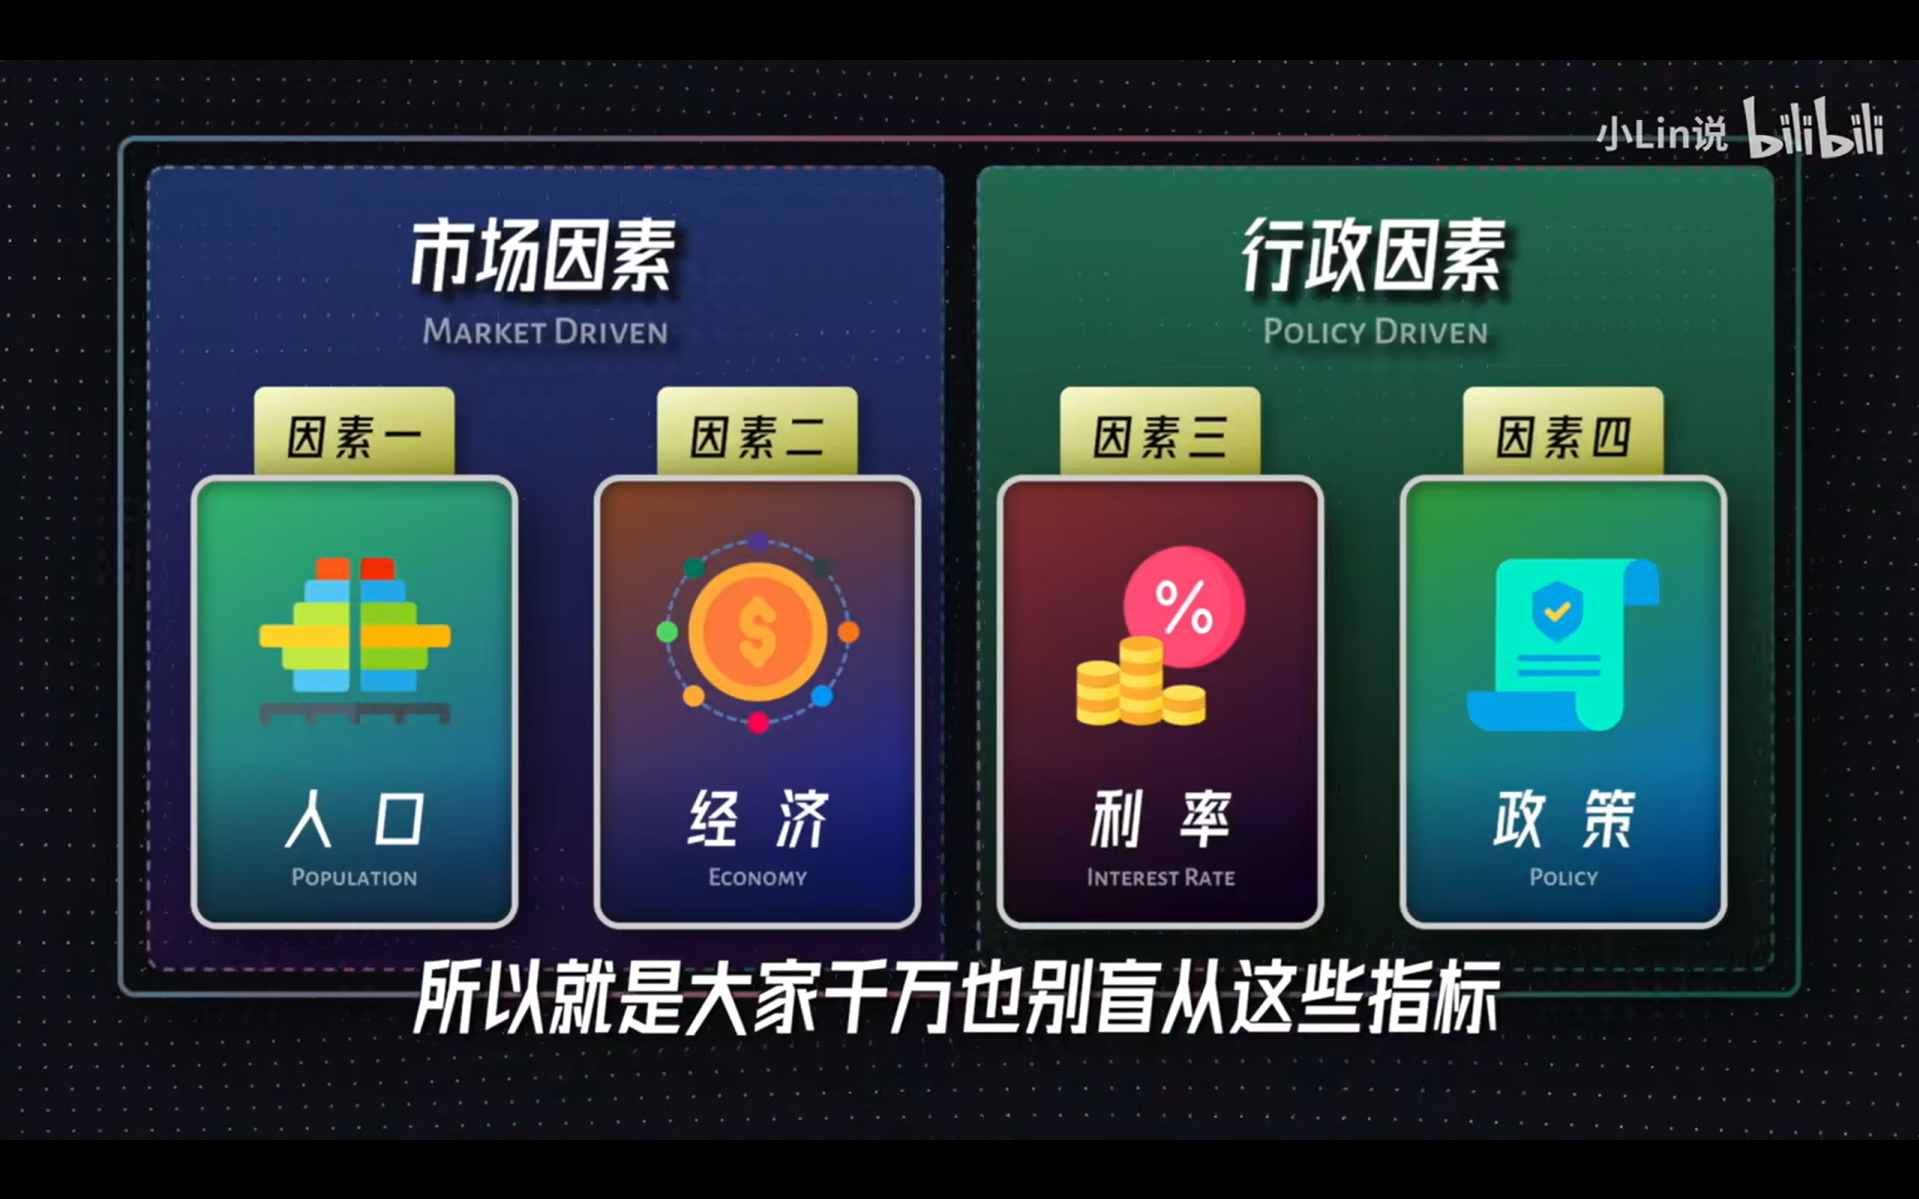 小Lin说 bilibili
市场因素
MARKET DRIVEN
因素一
人口
POPULATION
因素二
经济
ECONOMY
行政因素
POLICY DRIVEN
因素三
%
利率
INTEREST RATE
因素四
政策
POLICY
所以就是大家千万也别盲从这些指标